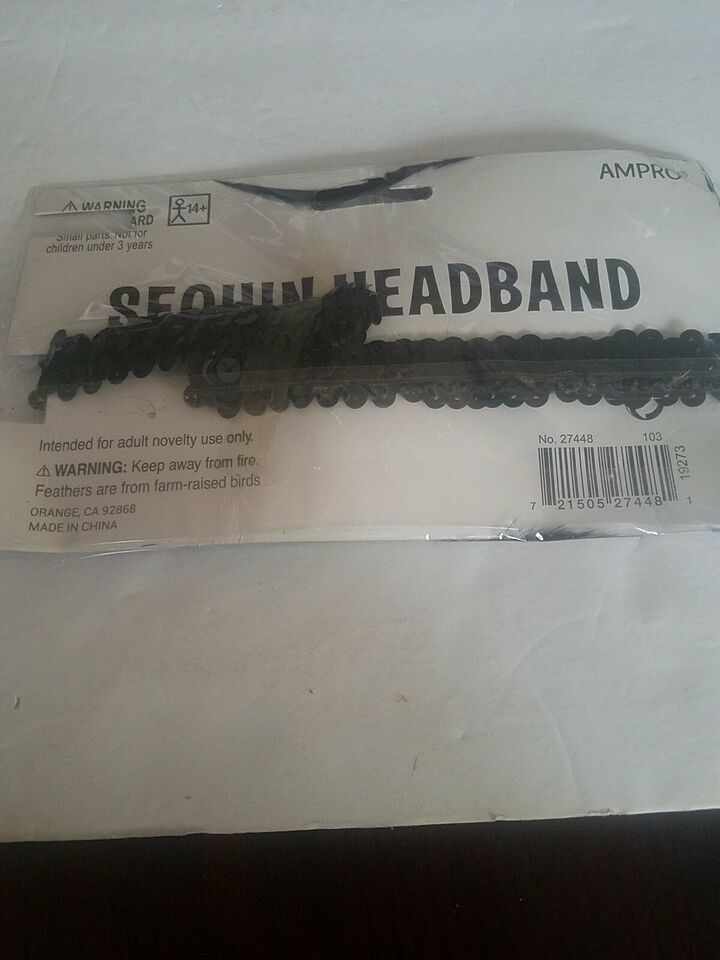 AMPRO®
⚠ WARNING
14+
ARD
Small parts. Not for
children under 3 years
SEQUIN HEADBAND
Intended for adult novelty use only.
⚠ WARNING: Keep away from fire.
Feathers are from farm-raised birds
ORANGE, CA 92868
MADE IN CHINA
No. 27448 103
19273
7 21505 27448 1